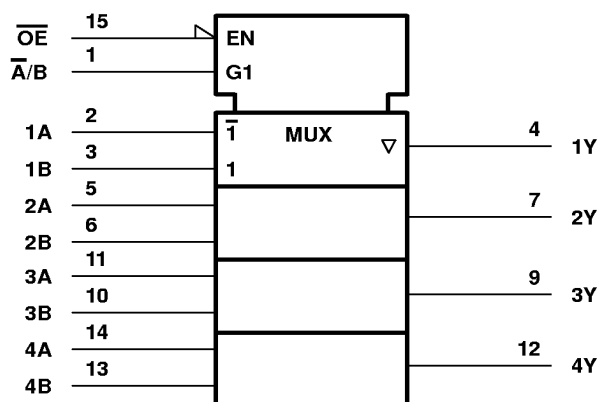 O̅E̅ 15 EN
A̅/B 1 G1
1A 2 1̅ MUX 4 1Y
1B 3 1
2A 5 7 2Y
2B 6
3A 11 9 3Y
3B 10
4A 14 12 4Y
4B 13